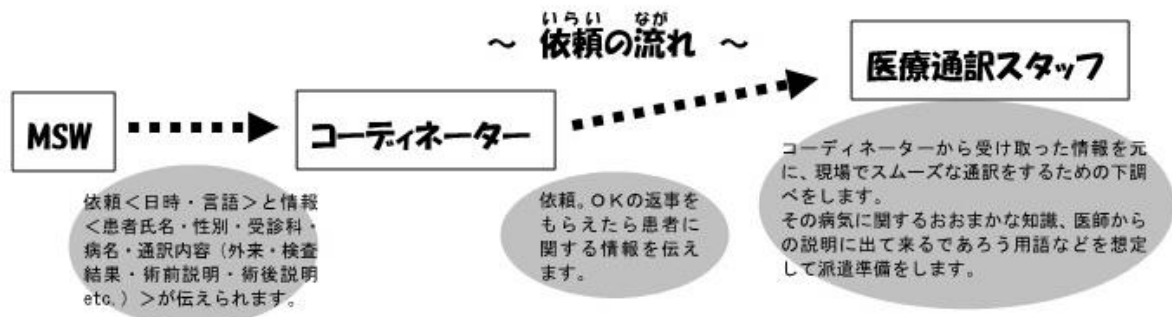 いらい なが
～ 依頼の流れ ～
MSW
コーディネーター
医療通訳スタッフ
依頼＜日時・言語＞と情報
＜患者氏名・性別・受診科・
病名・通訳内容（外来・検査
結果・術前説明・術後説明
etc.）＞が伝えられます。
依頼。ＯＫの返事を
もらえたら患者に
関する情報を伝え
ます。
コーディネーターから受け取った情報を元
に、現場でスムーズな通訳をするための下調
べをします。
その病気に関するおおまかな知識、医師から
の説明に出て来るであろう用語などを想定
して派遣準備をします。